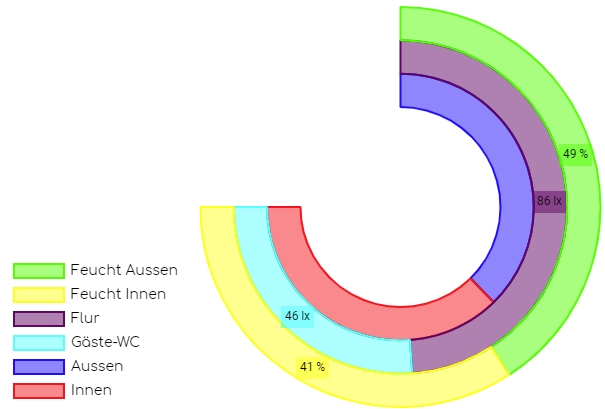 49 %
86 lx
46 lx
41 %
Feucht Aussen
Feucht Innen
Flur
Gäste-WC
Aussen
Innen